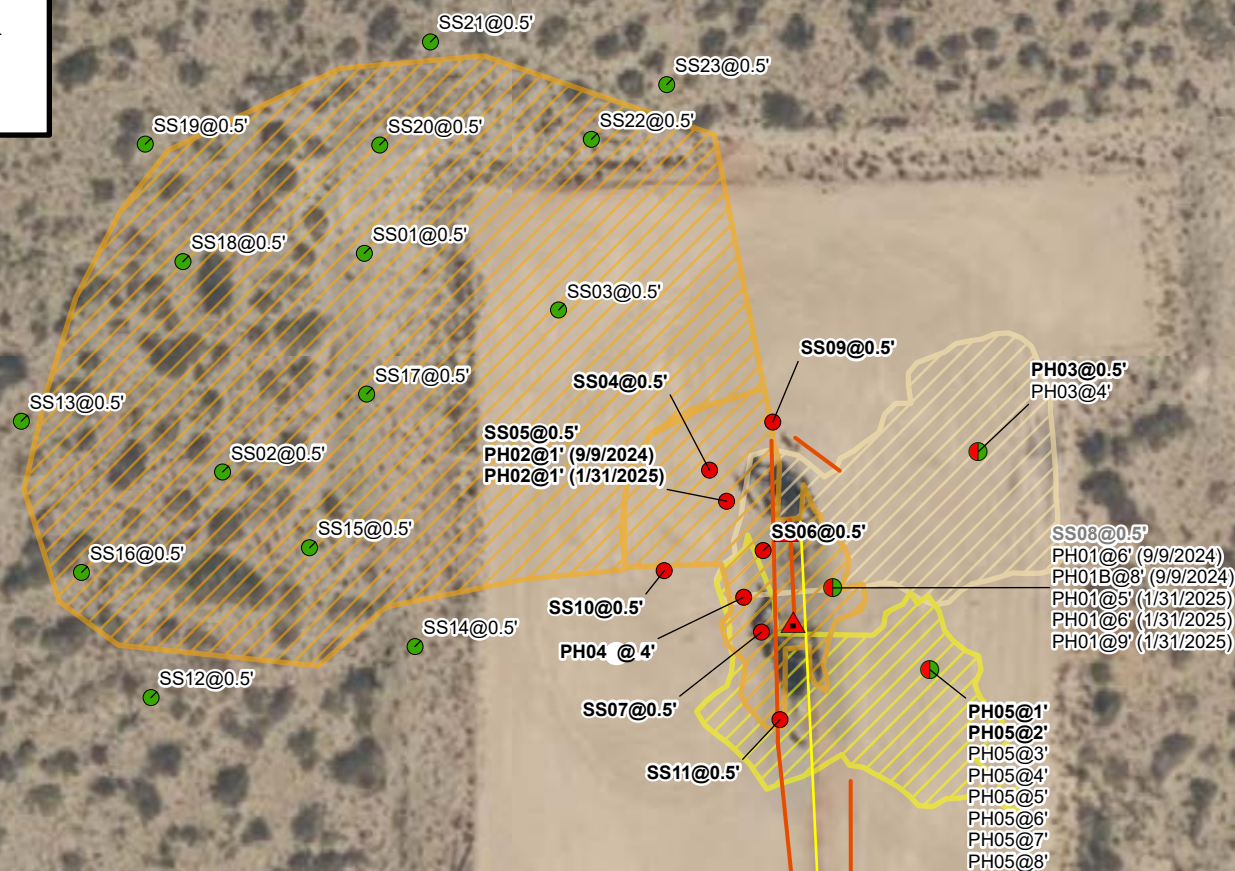 SS21@0.5'
SS23@0.5'
SS19@0.5'
SS20@0.5'
SS22@0.5'
SS18@0.5'
SS01@0.5'
SS03@0.5'
SS09@0.5'
SS04@0.5'
SS17@0.5'
PH03@0.5'
PH03@4'
SS13@0.5'
SS05@0.5'
PH02@1' (9/9/2024)
PH02@1' (1/31/2025)
SS02@0.5'
SS15@0.5'
SS06@0.5'
SS16@0.5'
SS08@0.5'
PH01@6' (9/9/2024)
PH01B@8' (9/9/2024)
PH01@5' (1/31/2025)
PH01@6' (1/31/2025)
PH01@9' (1/31/2025)
SS10@0.5'
SS14@0.5'
PH04 @ 4'
SS12@0.5'
SS07@0.5'
SS11@0.5'
PH05@1'
PH05@2'
PH05@3'
PH05@4'
PH05@5'
PH05@6'
PH05@7'
PH05@8'